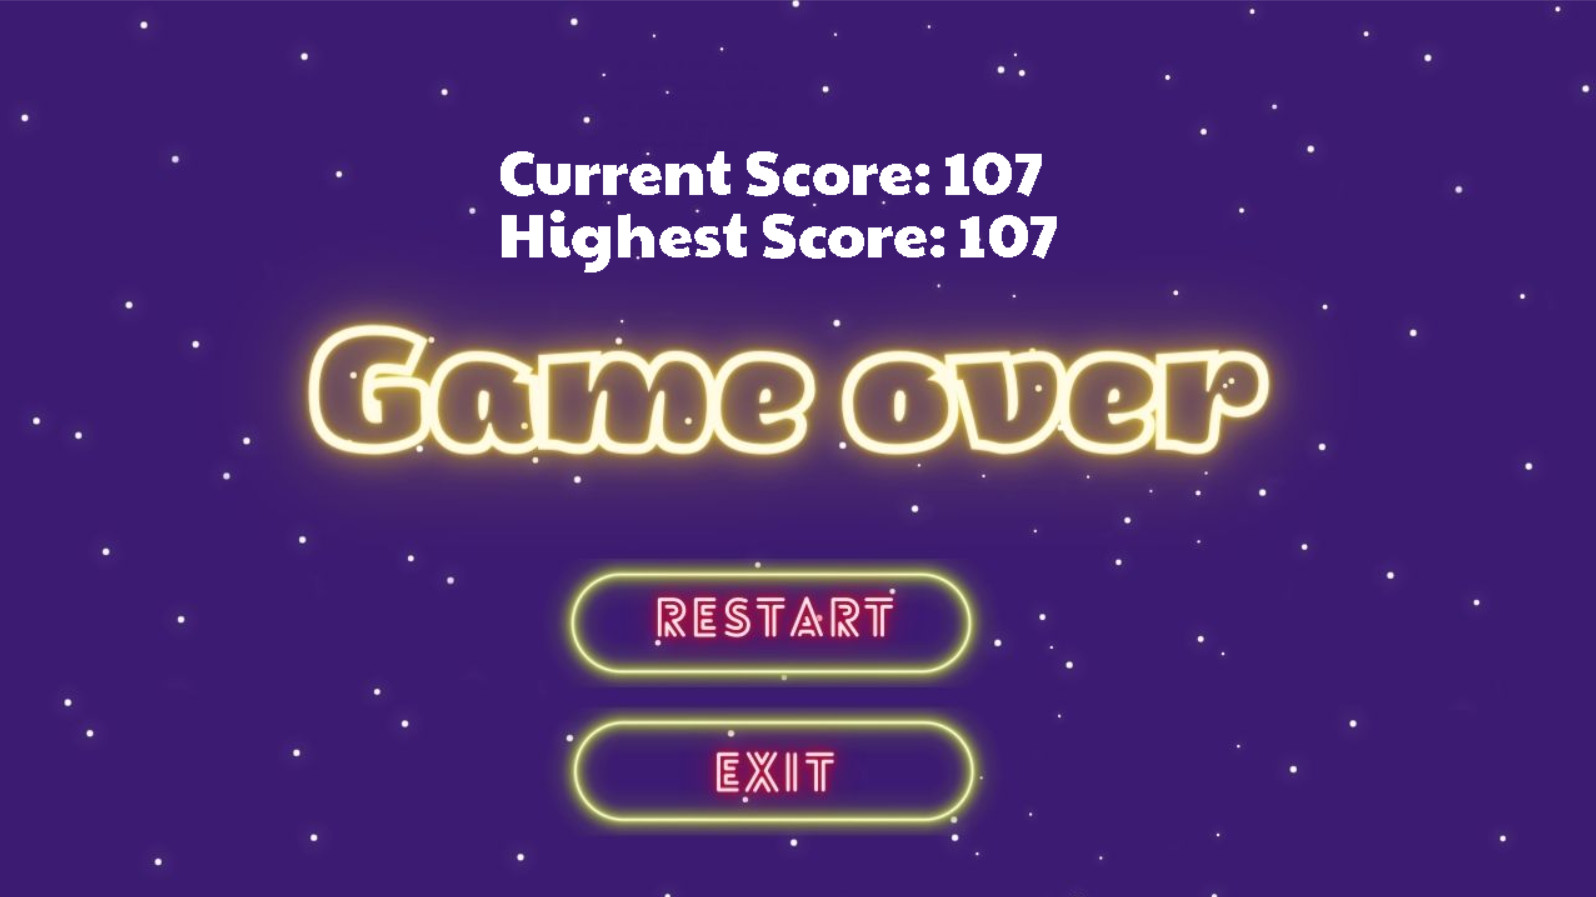 Current Score: 107
Highest Score: 107
Game over
RESTART
EXIT